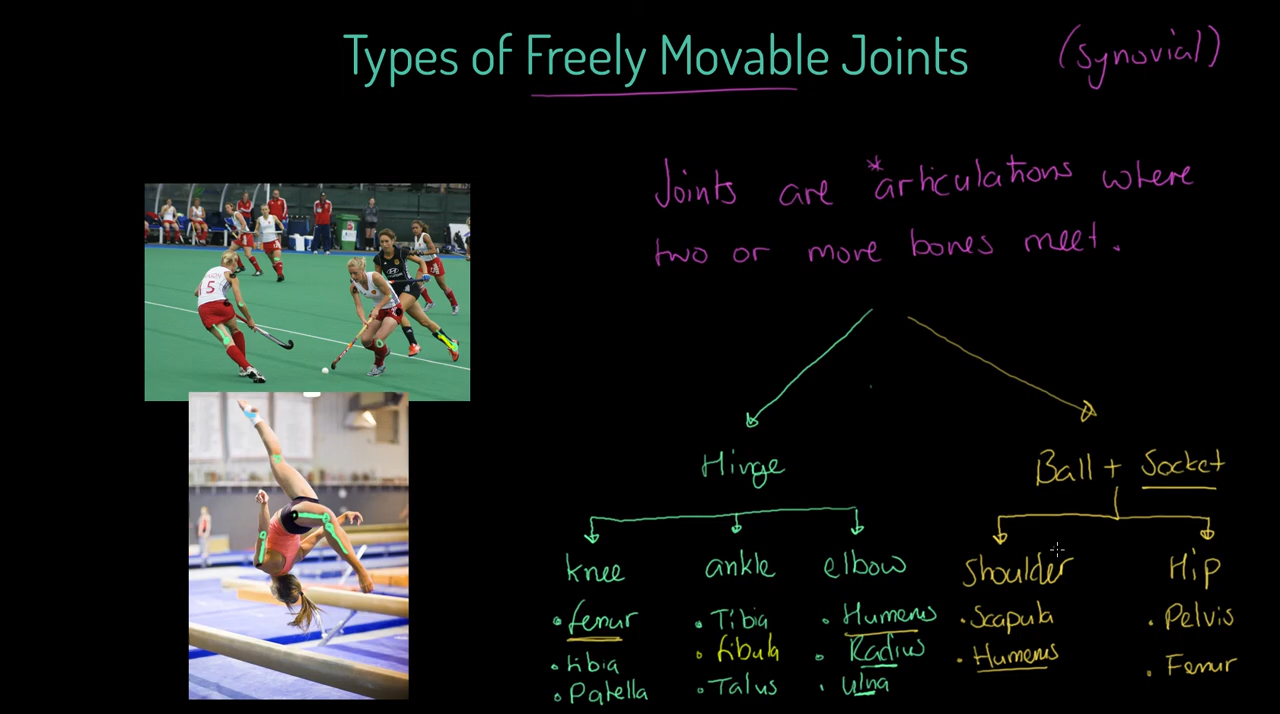 Types of Freely Movable Joints
(synovial)
Joints are *articulations where
two or more bones meet.
Hinge
Ball + Socket
knee
ankle
elbow
Shoulder
Hip
• femur
• tibia
• Patella
• Tibia
• fibula
• Talus
• Humerus
• Radius
• Ulna
• Scapula
• Humerus
• Pelvis
• Femur
5